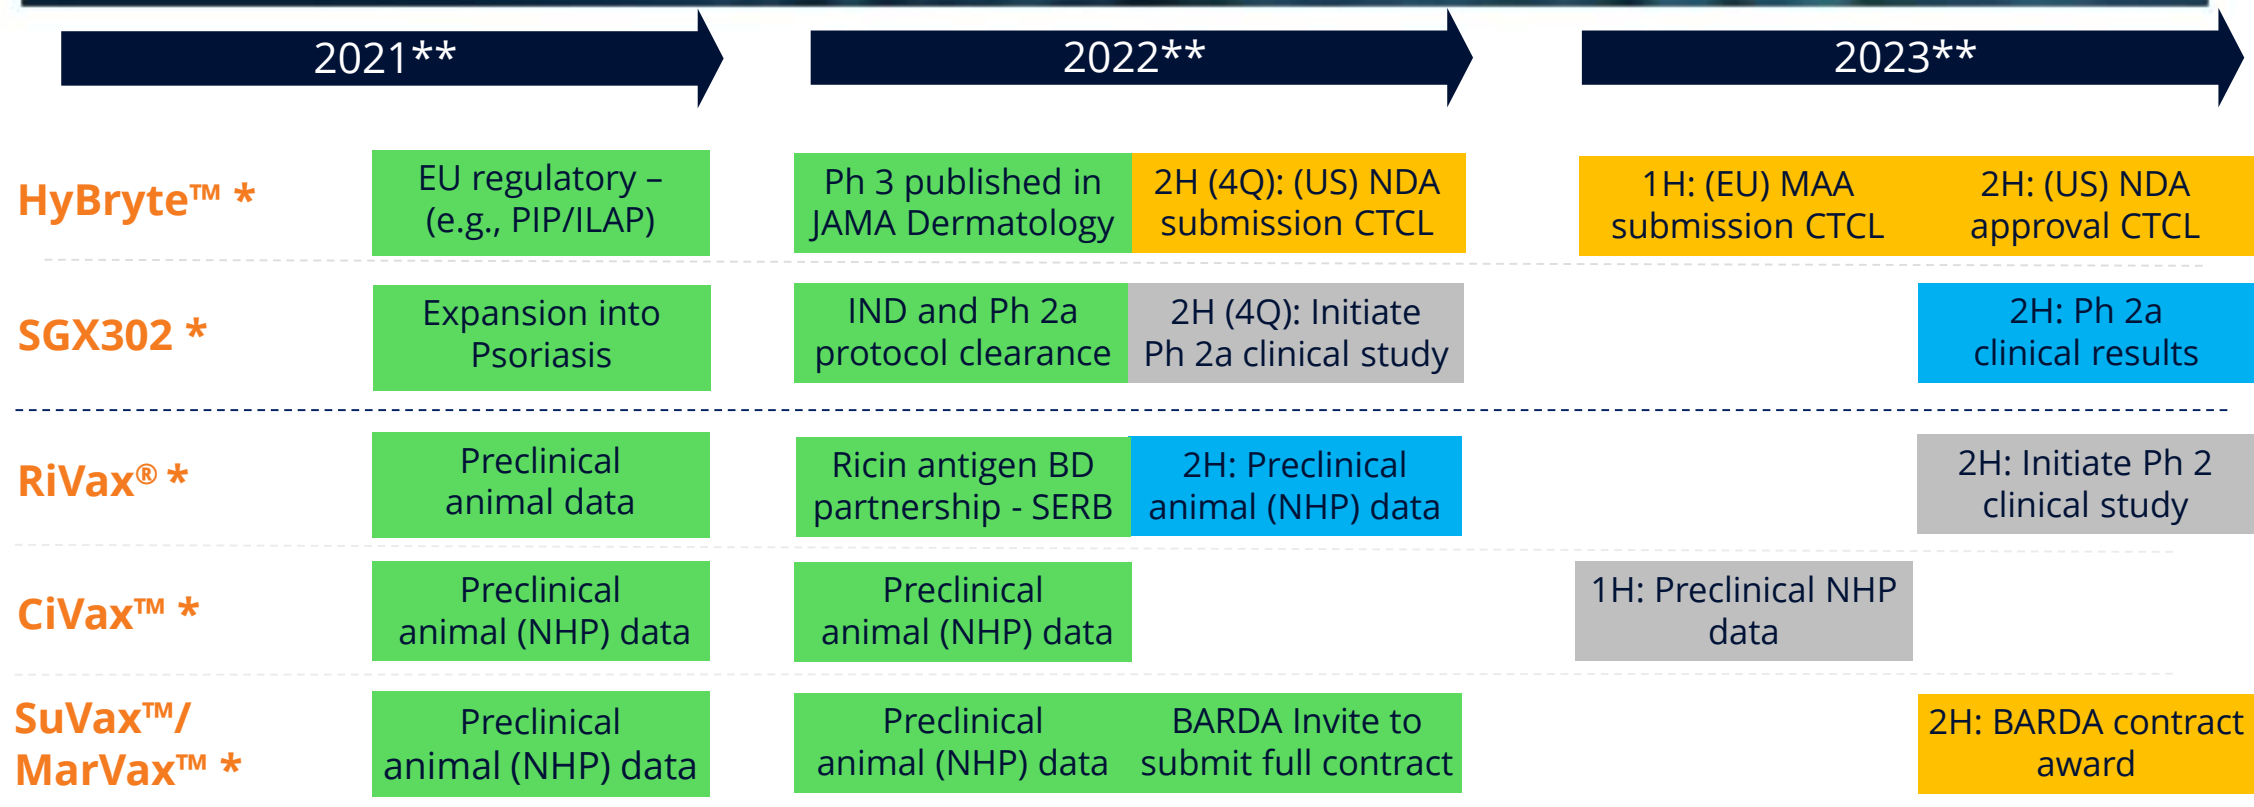 2021**
2022**
2023**
HyBryte™ *
EU regulatory –
(e.g., PIP/ILAP)
Ph 3 published in
JAMA Dermatology
2H (4Q): (US) NDA
submission CTCL
1H: (EU) MAA
submission CTCL
2H: (US) NDA
approval CTCL
SGX302 *
Expansion into
Psoriasis
IND and Ph 2a
protocol clearance
2H (4Q): Initiate
Ph 2a clinical study
2H: Ph 2a
clinical results
RiVax® *
Preclinical
animal data
Ricin antigen BD
partnership - SERB
2H: Preclinical
animal (NHP) data
2H: Initiate Ph 2
clinical study
CiVax™ *
Preclinical
animal (NHP) data
Preclinical
animal (NHP) data
1H: Preclinical NHP
data
SuVax™/
MarVax™ *
Preclinical
animal (NHP) data
Preclinical
animal (NHP) data
BARDA Invite to
submit full contract
2H: BARDA contract
award